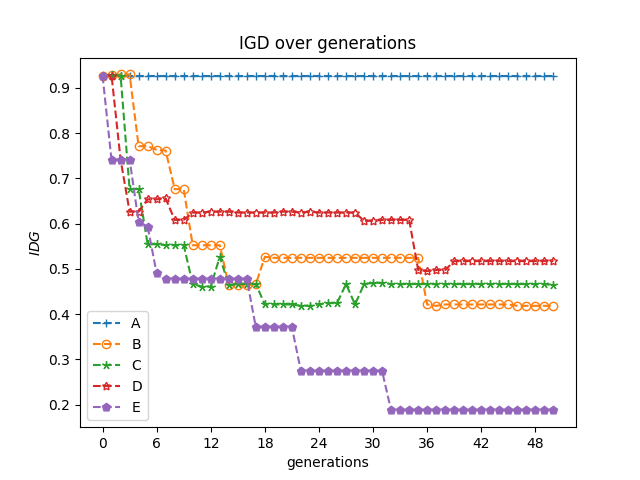 IGD over generations
IDG
0.9
0.8
0.7
0.6
0.5
0.4
0.3
0.2
A
B
C
D
E
0 6 12 18 24 30 36 42 48
generations